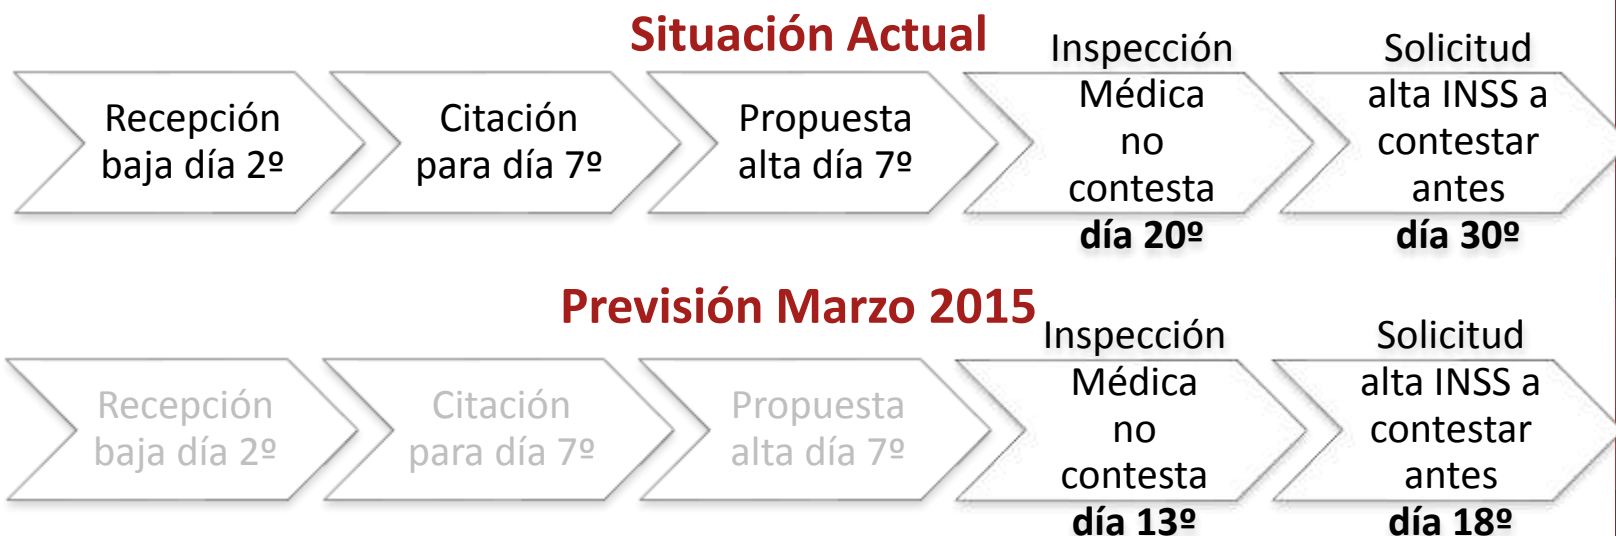 Situación Actual
Recepción
baja día 2º
Citación
para día 7º
Propuesta
alta día 7º
Inspección
Médica
no
contesta
día 20º
Solicitud
alta INSS a
contestar
antes
día 30º
Previsión Marzo 2015
Recepción
baja día 2º
Citación
para día 7º
Propuesta
alta día 7º
Inspección
Médica
no
contesta
día 13º
Solicitud
alta INSS a
contestar
antes
día 18º